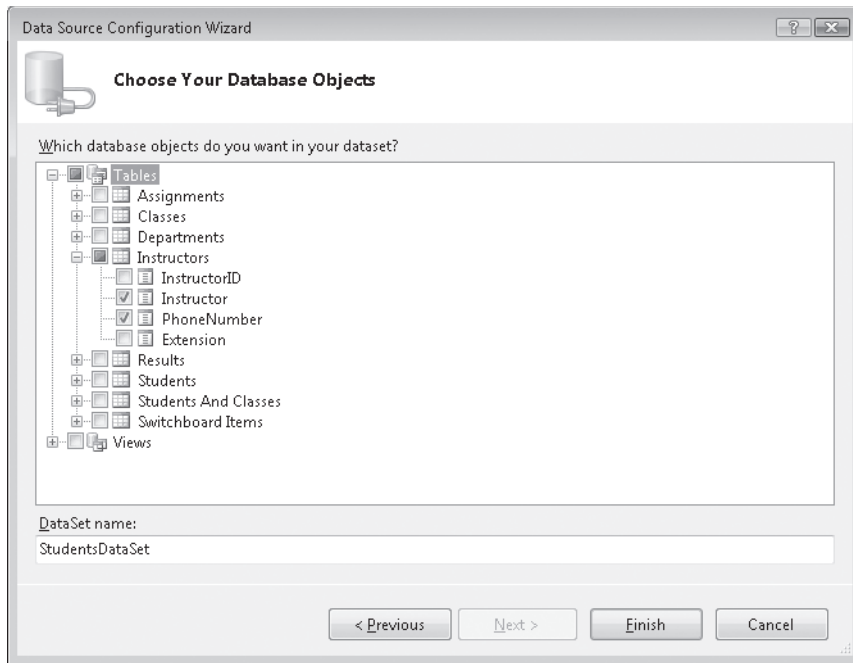 Data Source Configuration Wizard
Choose Your Database Objects
Which database objects do you want in your dataset?
Tables
Assignments
Classes
Departments
Instructors
InstructorID
Instructor
PhoneNumber
Extension
Results
Students
Students And Classes
Switchboard Items
Views
DataSet name:
StudentsDataSet
< Previous Next > Finish Cancel